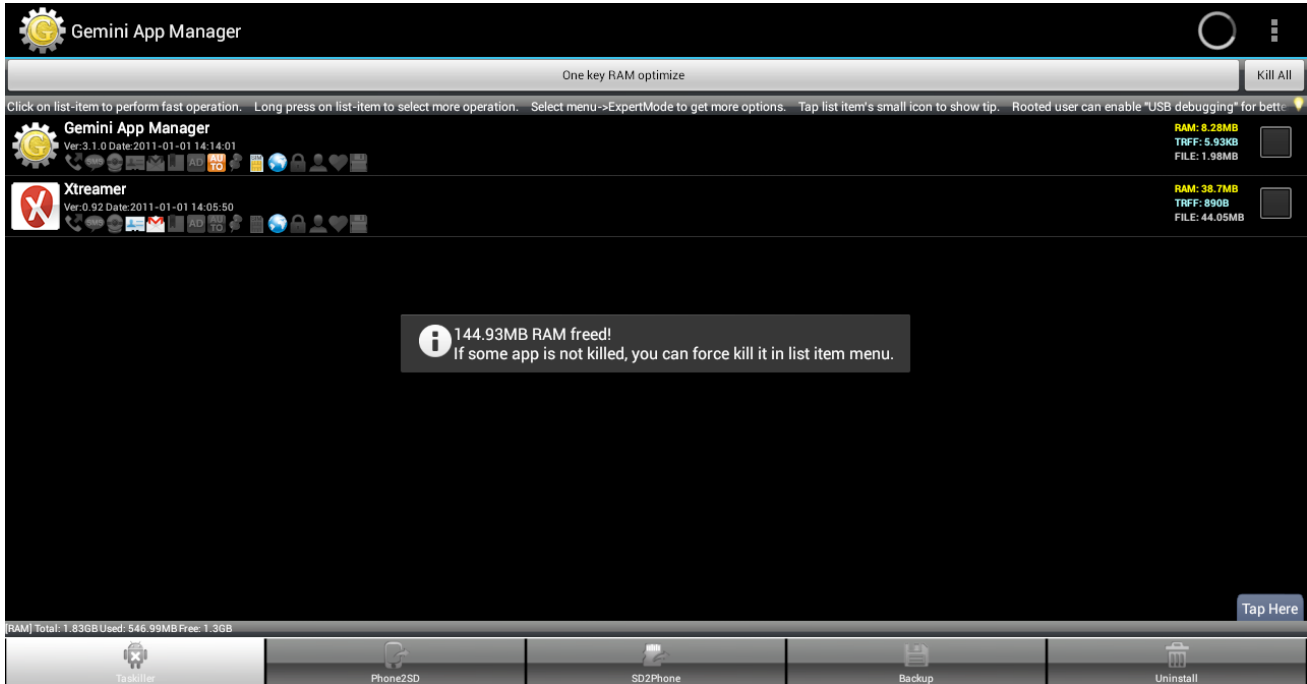 Gemini App Manager
One key RAM optimize
Kill All
Click on list-item to perform fast operation. Long press on list-item to select more operation. Select menu->ExpertMode to get more options. Tap list item's small icon to show tip. Rooted user can enable "USB debugging" for bette
Gemini App Manager
Ver:3.1.0 Date:2011-01-01 14:14:01
SMS AD AUTO
RAM: 8.28MB
TRFF: 5.93KB
FILE: 1.98MB
Xtreamer
Ver:0.92 Date:2011-01-01 14:05:50
SMS AD AUTO
RAM: 38.7MB
TRFF: 890B
FILE: 44.05MB
144.93MB RAM freed!
If some app is not killed, you can force kill it in list item menu.
Tap Here
[RAM] Total: 1.83GB Used: 546.99MB Free: 1.3GB
Taskiller
Phone2SD
SD2Phone
Backup
Uninstall